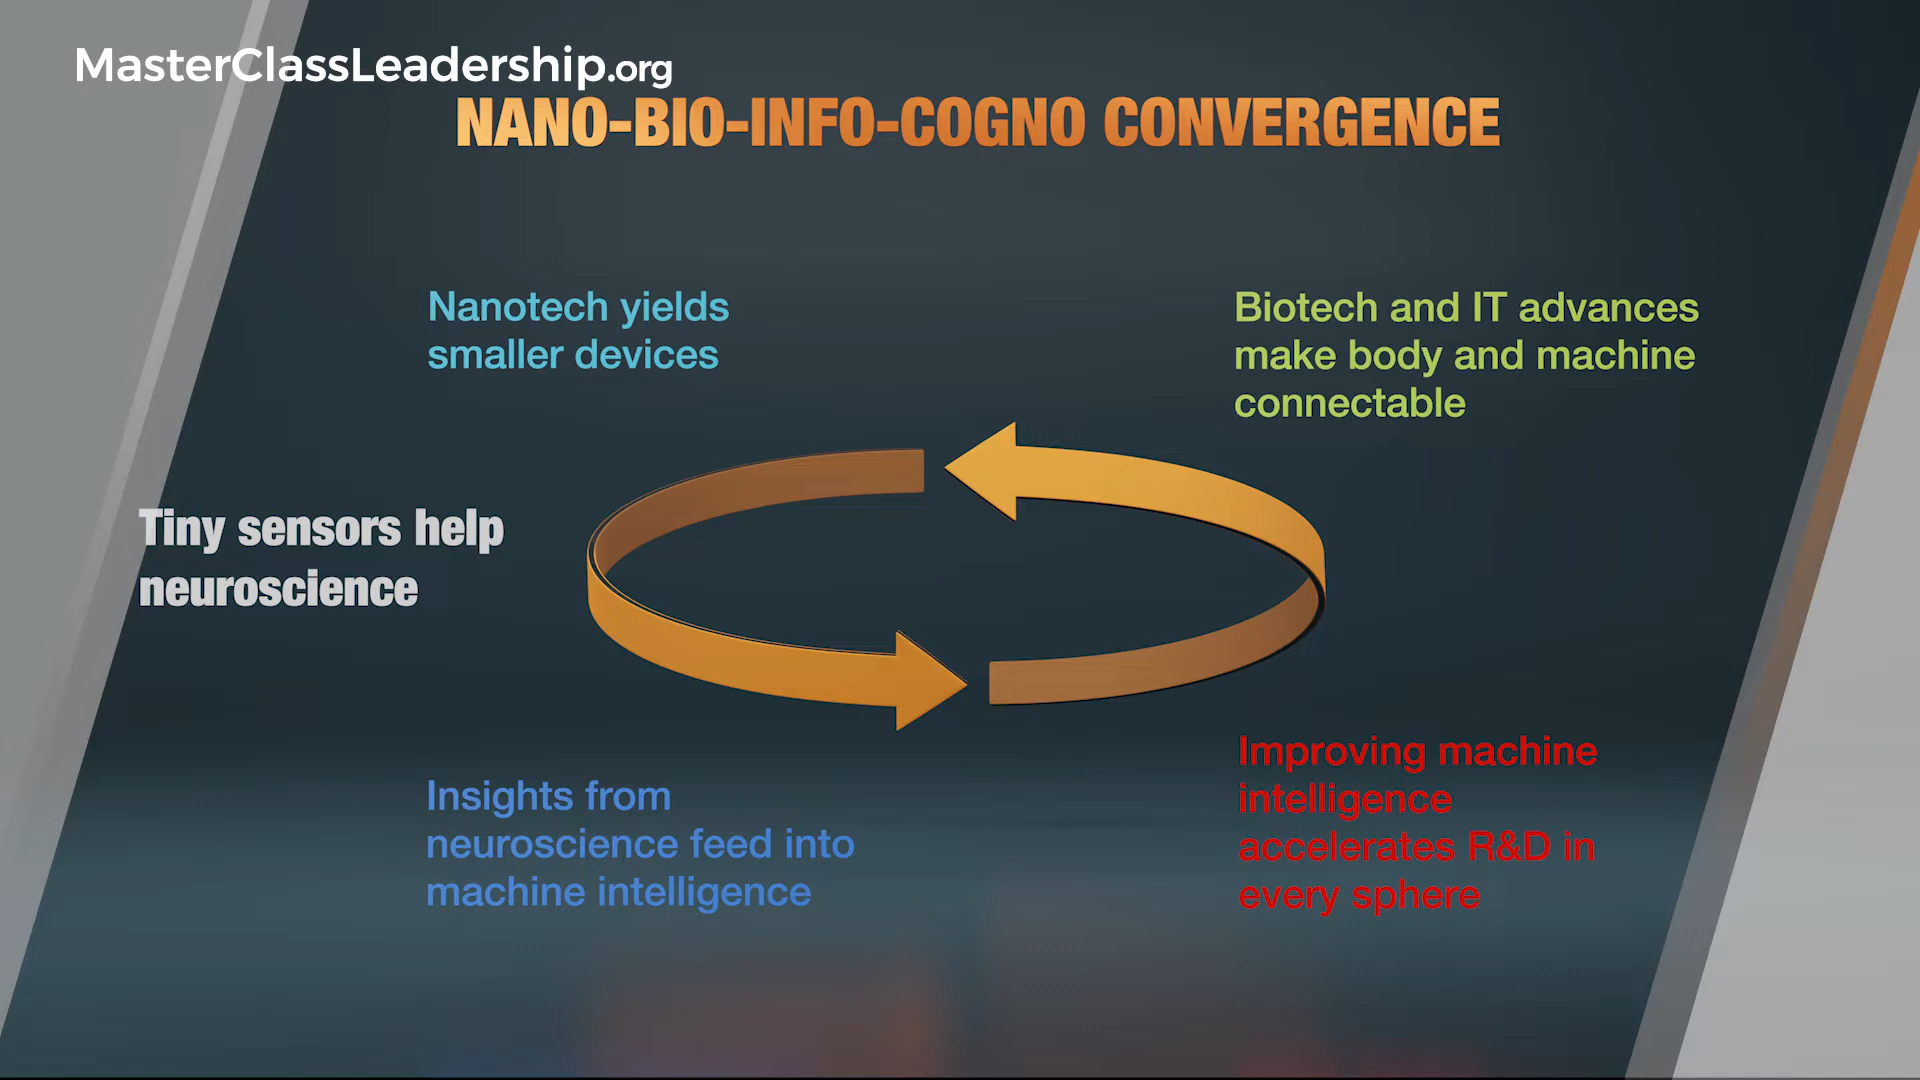 MasterClassLeadership.org
NANO-BIO-INFO-COGNO CONVERGENCE
Nanotech yields
smaller devices
Biotech and IT advances
make body and machine
connectable
Tiny sensors help
neuroscience
Insights from
neuroscience feed into
machine intelligence
Improving machine
intelligence
accelerates R&D in
every sphere